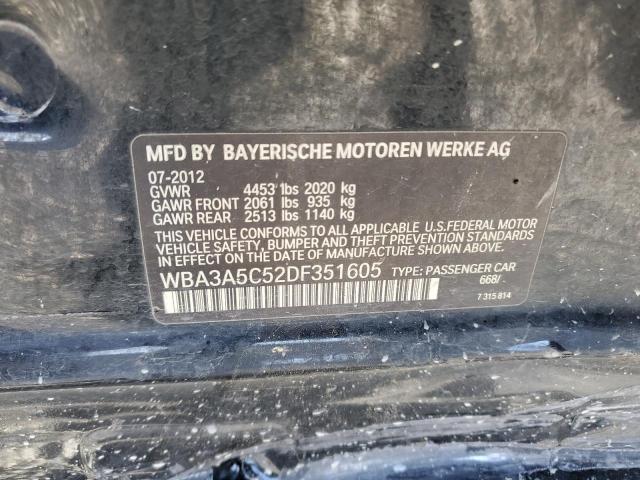 MFD BY BAYERISCHE MOTOREN WERKE AG
07-2012
GVWR 4453 lbs 2020 kg
GAWR FRONT 2061 lbs 935 kg
GAWR REAR 2513 lbs 1140 kg
THIS VEHICLE CONFORMS TO ALL APPLICABLE U.S.FEDERAL MOTOR
VEHICLE SAFETY, BUMPER AND THEFT PREVENTION STANDARDS
IN EFFECT ON THE DATE OF MANUFACTURE SHOWN ABOVE.
WBA3A5C52DF351605 TYPE: PASSENGER CAR
668/
7 315 814